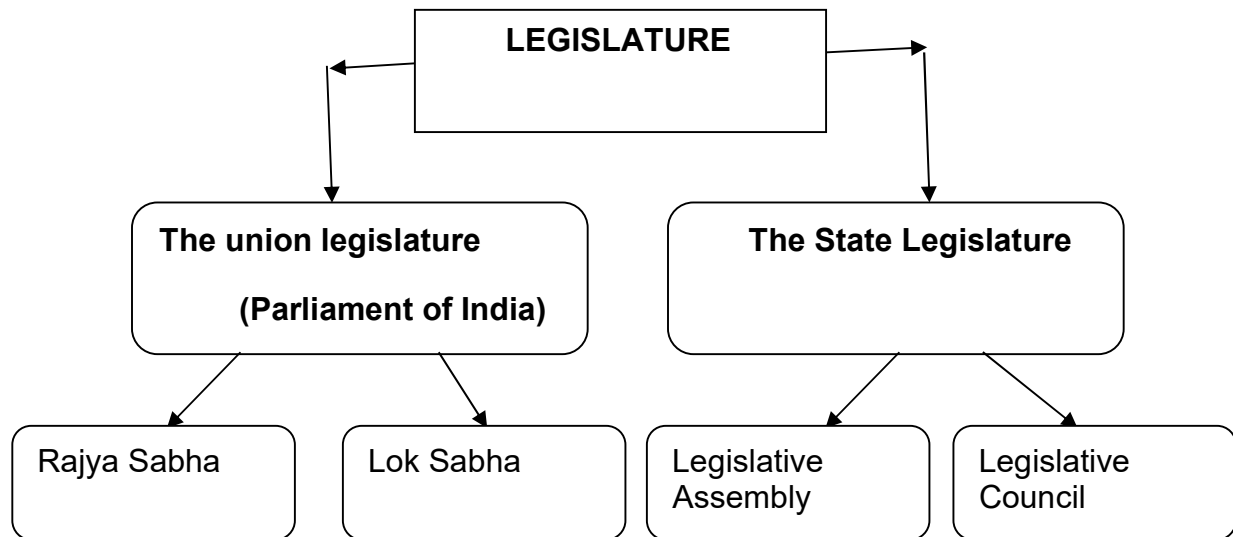 LEGISLATURE
The union legislature
(Parliament of India)
The State Legislature
Rajya Sabha
Lok Sabha
Legislative
Assembly
Legislative
Council